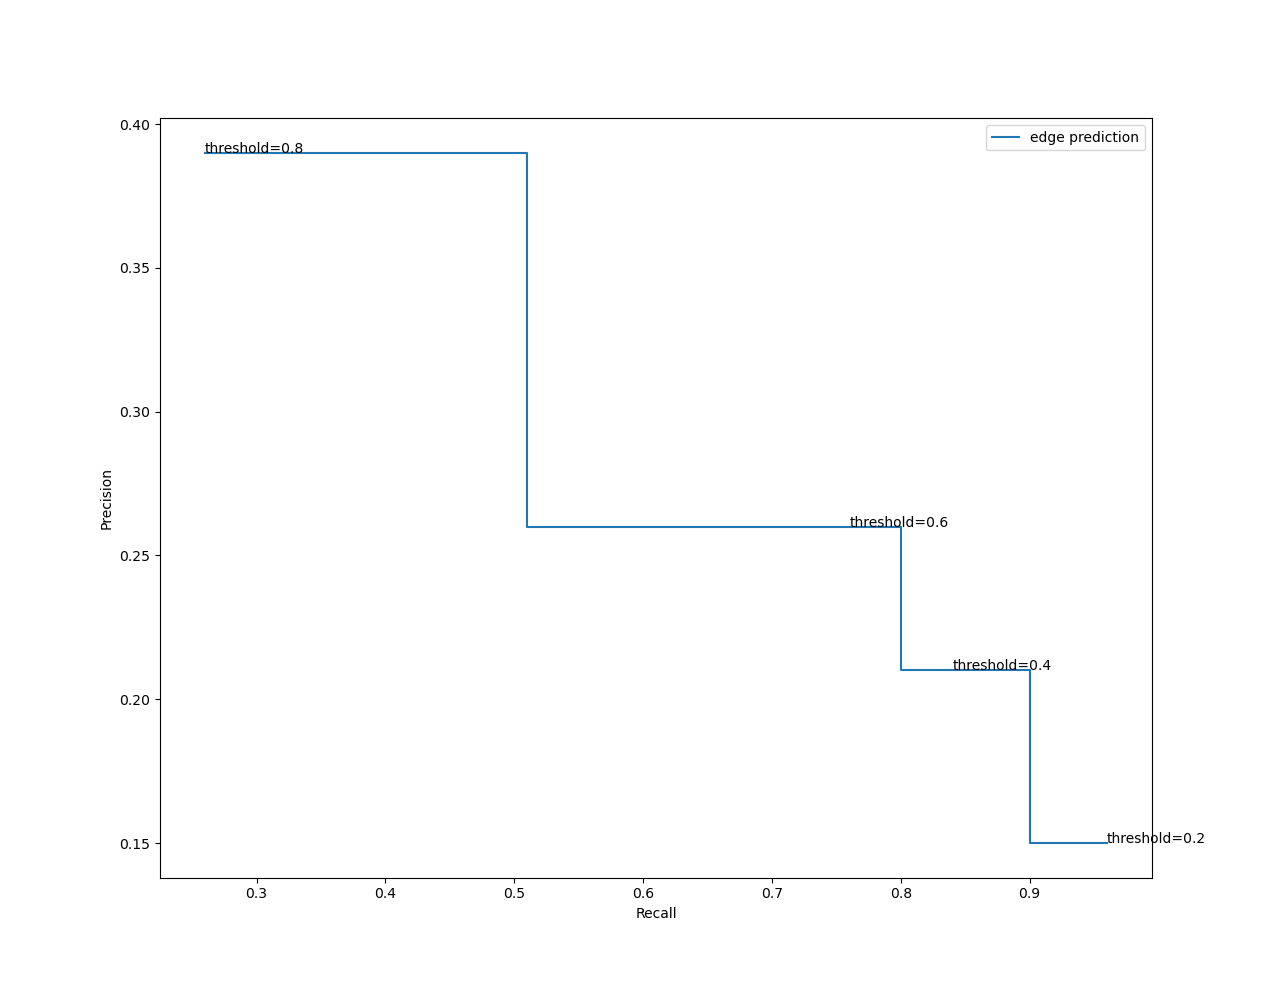 edge prediction
threshold=0.8
threshold=0.6
threshold=0.4
threshold=0.2
Precision
0.40
0.35
0.30
0.25
0.20
0.15
0.3 0.4 0.5 0.6 0.7 0.8 0.9
Recall